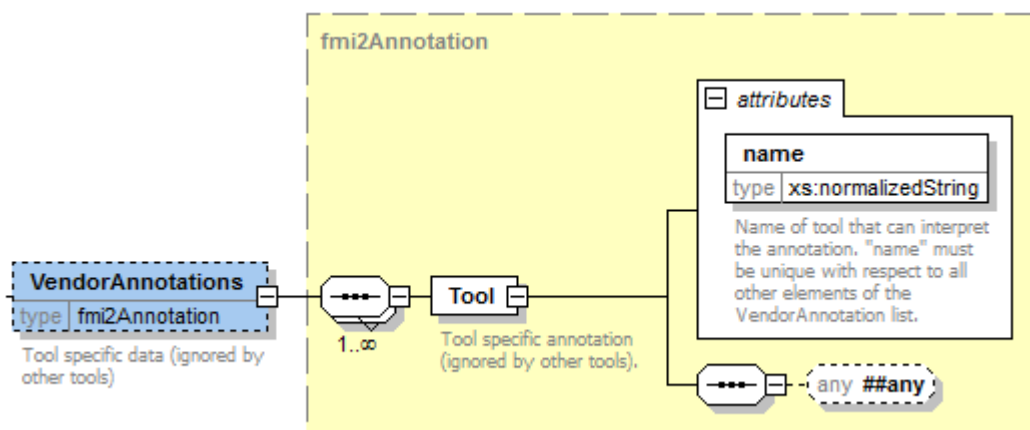 fmi2Annotation
attributes
name
type xs:normalizedString
Name of tool that can interpret
the annotation. "name" must
be unique with respect to all
other elements of the
VendorAnnotation list.
VendorAnnotations
type fmi2Annotation
Tool specific data (ignored by
other tools)
1..∞
Tool
Tool specific annotation
(ignored by other tools).
any ##any